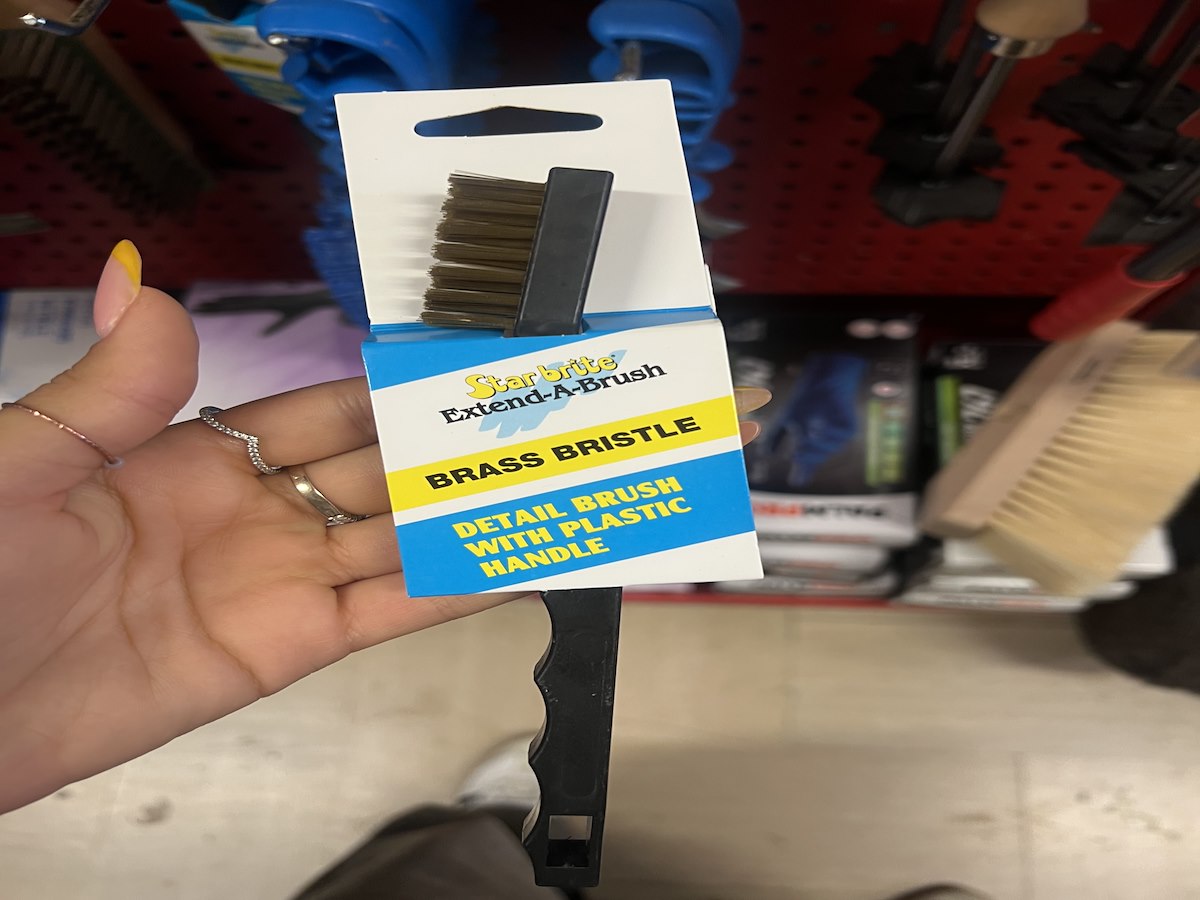 Star brite
Extend-A-Brush
BRASS BRISTLE
DETAIL BRUSH
WITH PLASTIC
HANDLE